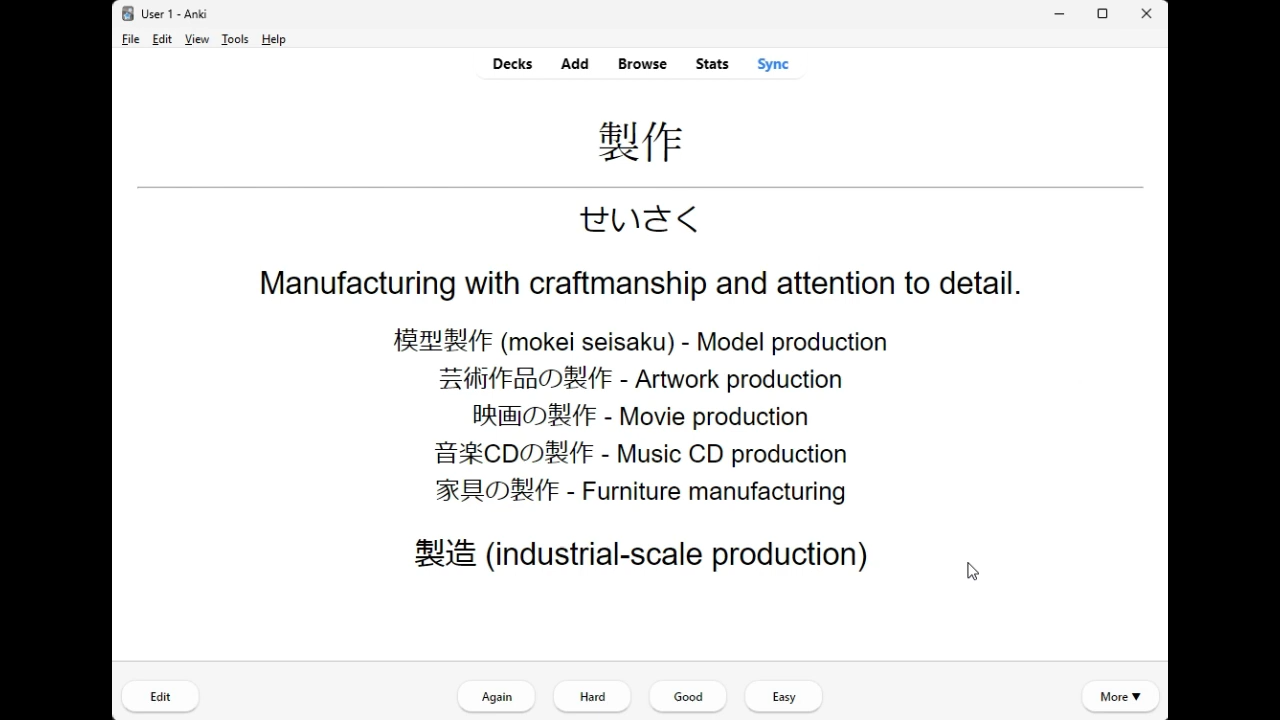 User 1 - Anki
File Edit View Tools Help
Decks Add Browse Stats Sync
製作
せいさく
Manufacturing with craftmanship and attention to detail.
模型製作 (mokei seisaku) - Model production
芸術作品の製作 - Artwork production
映画の製作 - Movie production
音楽CDの製作 - Music CD production
家具の製作 - Furniture manufacturing
製造 (industrial-scale production)
Edit Again Hard Good Easy More ▼